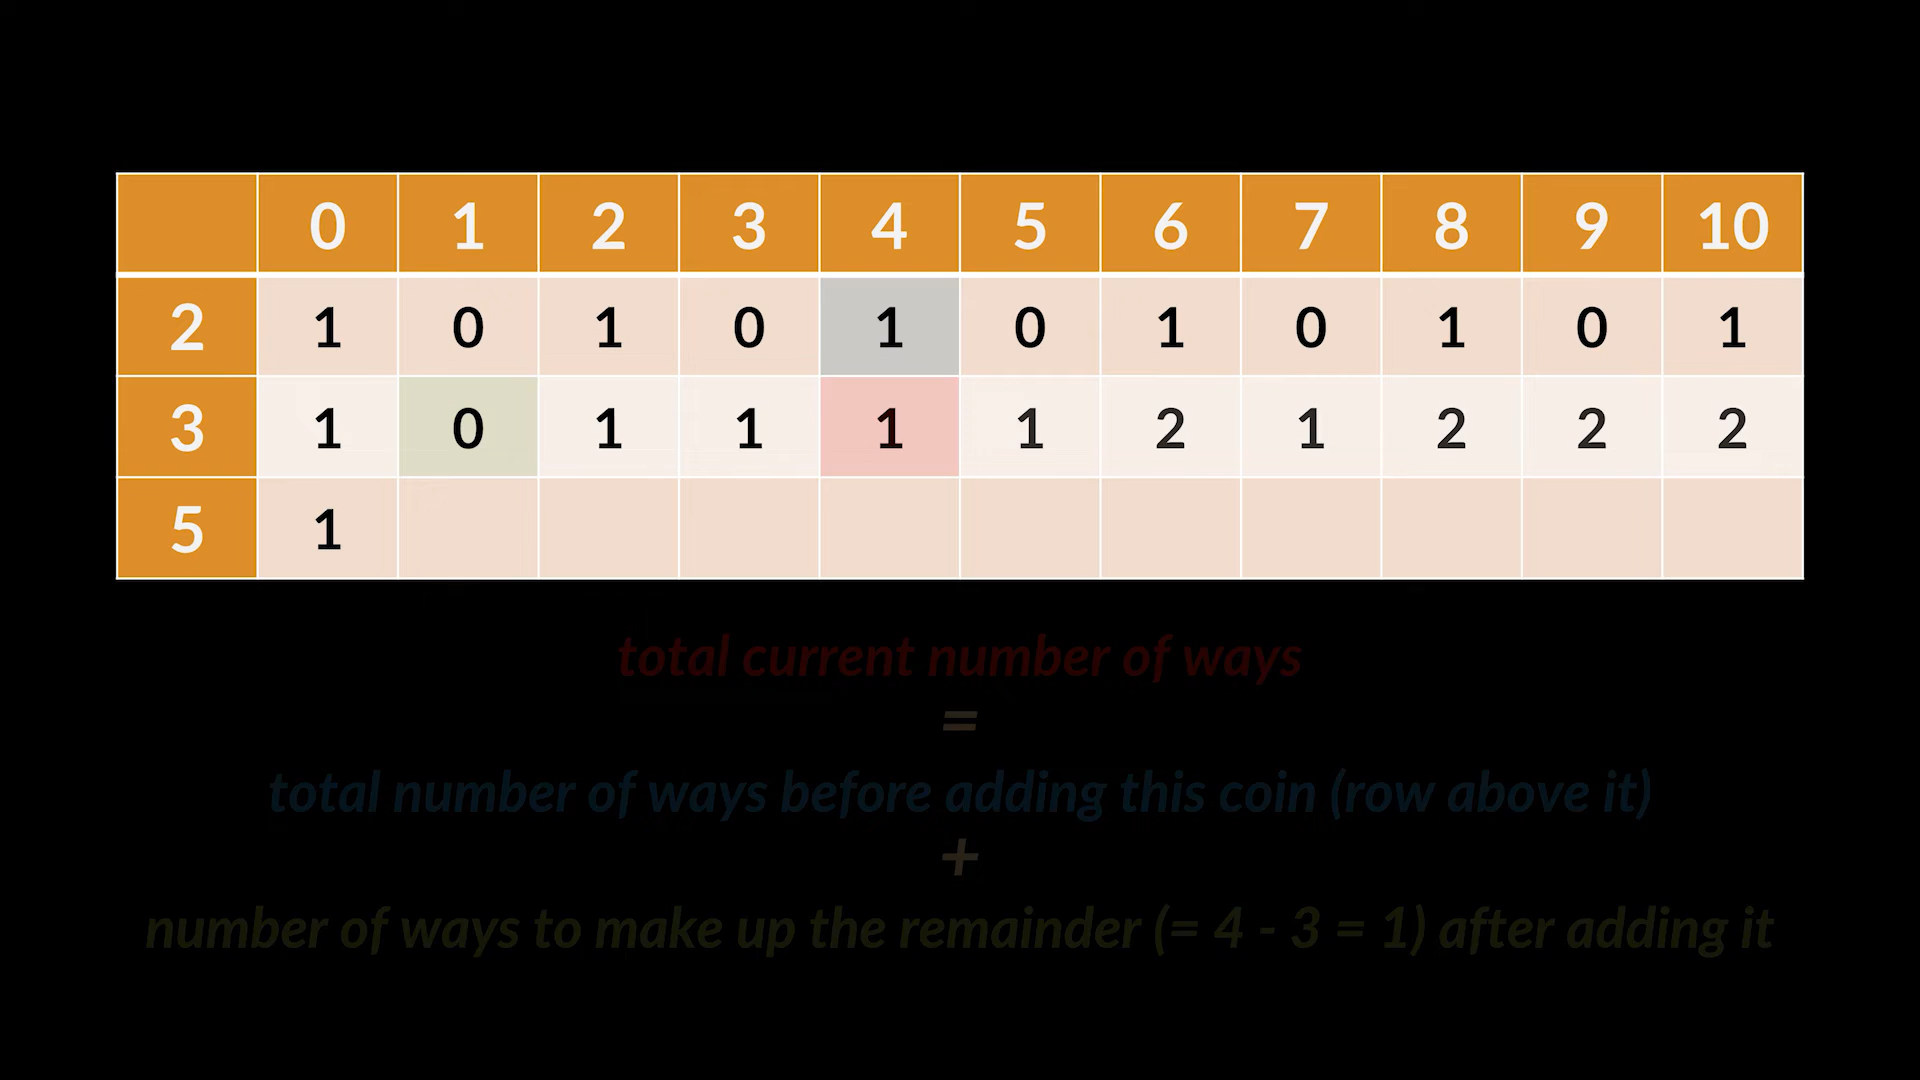 0 1 2 3 4 5 6 7 8 9 10
2 1 0 1 0 1 0 1 0 1 0 1
3 1 0 1 1 1 1 2 1 2 2 2
5 1
total current number of ways
=
total number of ways before adding this coin (row above it)
+
number of ways to make up the remainder (= 4 - 3 = 1) after adding it